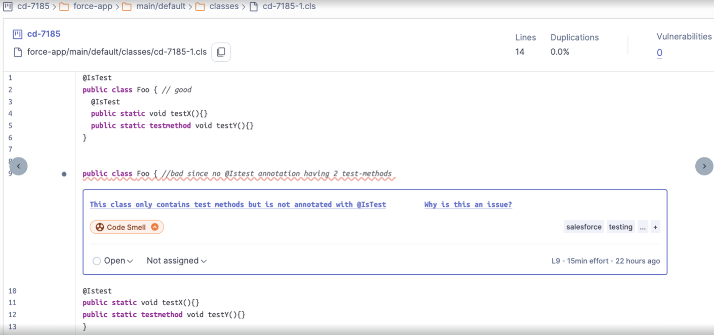 cd-7185 > force-app > main/default > classes > cd-7185-1.cls
cd-7185
force-app/main/default/classes/cd-7185-1.cls
Lines
14
Duplications
0.0%
Vulnerabilities
0
1 @IsTest
2 public class Foo { // good
3 @IsTest
4 public static void testX(){}
5 public static testmethod void testY(){}
6 }
7
8
9 public class Foo { //bad since no @Istest annotation having 2 test-methods
This class only contains test methods but is not annotated with @IsTest Why is this an issue?
Code Smell salesforce testing ... +
Open Not assigned L9 - 15min effort - 22 hours ago
10 @Istest
11 public static void testX(){}
12 public static testmethod void testY(){}
13 }